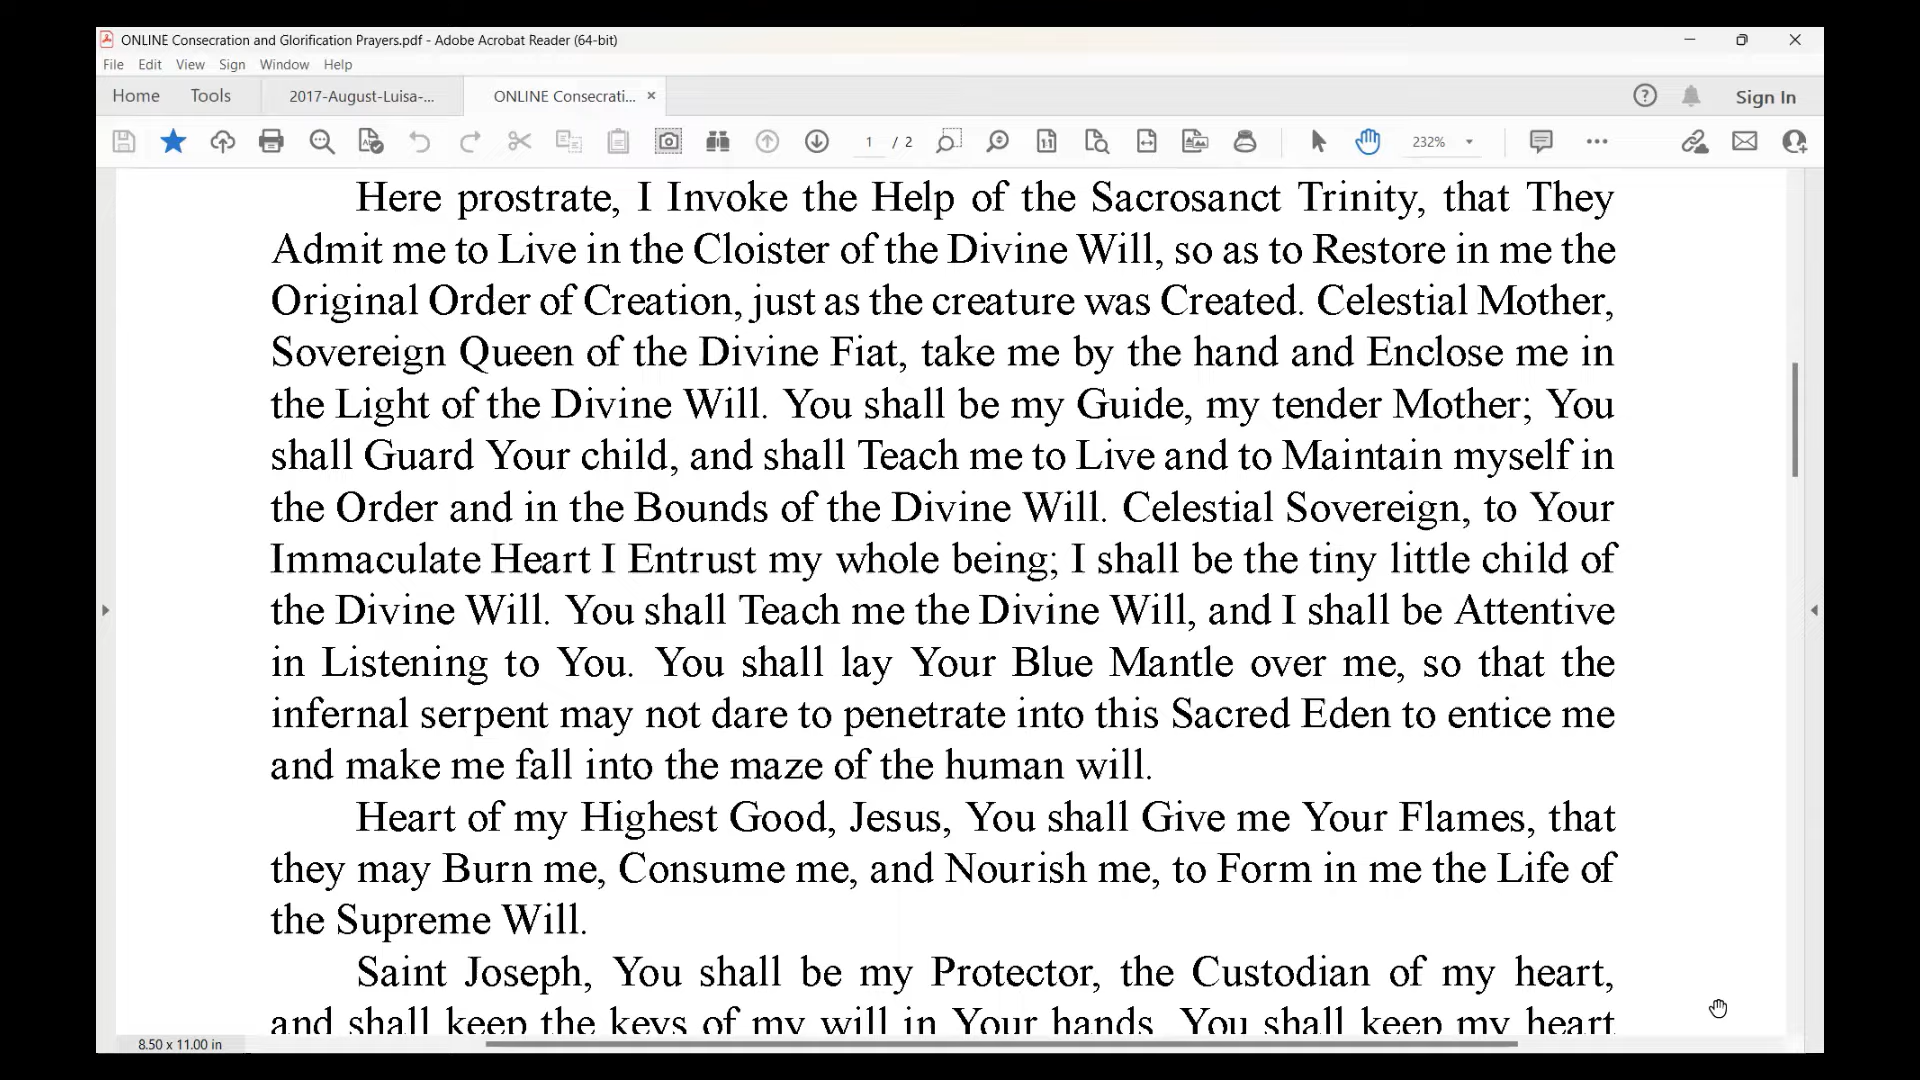 ONLINE Consecration and Glorification Prayers.pdf - Adobe Acrobat Reader (64-bit)
File Edit View Sign Window Help
Home Tools 2017-August-Luisa-... ONLINE Consecrati... × Sign In
1 / 2 232%
Here prostrate, I Invoke the Help of the Sacrosanct Trinity, that They
Admit me to Live in the Cloister of the Divine Will, so as to Restore in me the
Original Order of Creation, just as the creature was Created. Celestial Mother,
Sovereign Queen of the Divine Fiat, take me by the hand and Enclose me in
the Light of the Divine Will. You shall be my Guide, my tender Mother; You
shall Guard Your child, and shall Teach me to Live and to Maintain myself in
the Order and in the Bounds of the Divine Will. Celestial Sovereign, to Your
Immaculate Heart I Entrust my whole being; I shall be the tiny little child of
the Divine Will. You shall Teach me the Divine Will, and I shall be Attentive
in Listening to You. You shall lay Your Blue Mantle over me, so that the
infernal serpent may not dare to penetrate into this Sacred Eden to entice me
and make me fall into the maze of the human will.
Heart of my Highest Good, Jesus, You shall Give me Your Flames, that
they may Burn me, Consume me, and Nourish me, to Form in me the Life of
the Supreme Will.
Saint Joseph, You shall be my Protector, the Custodian of my heart,
and shall keep the keys of my will in Your hands. You shall keep my heart
8.50 x 11.00 in